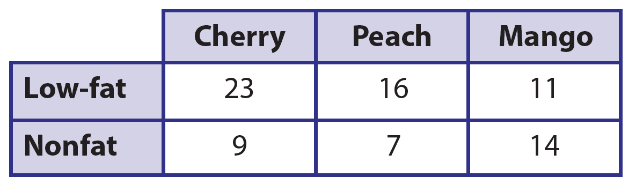 Cherry Peach Mango
Low-fat 23 16 11
Nonfat 9 7 14